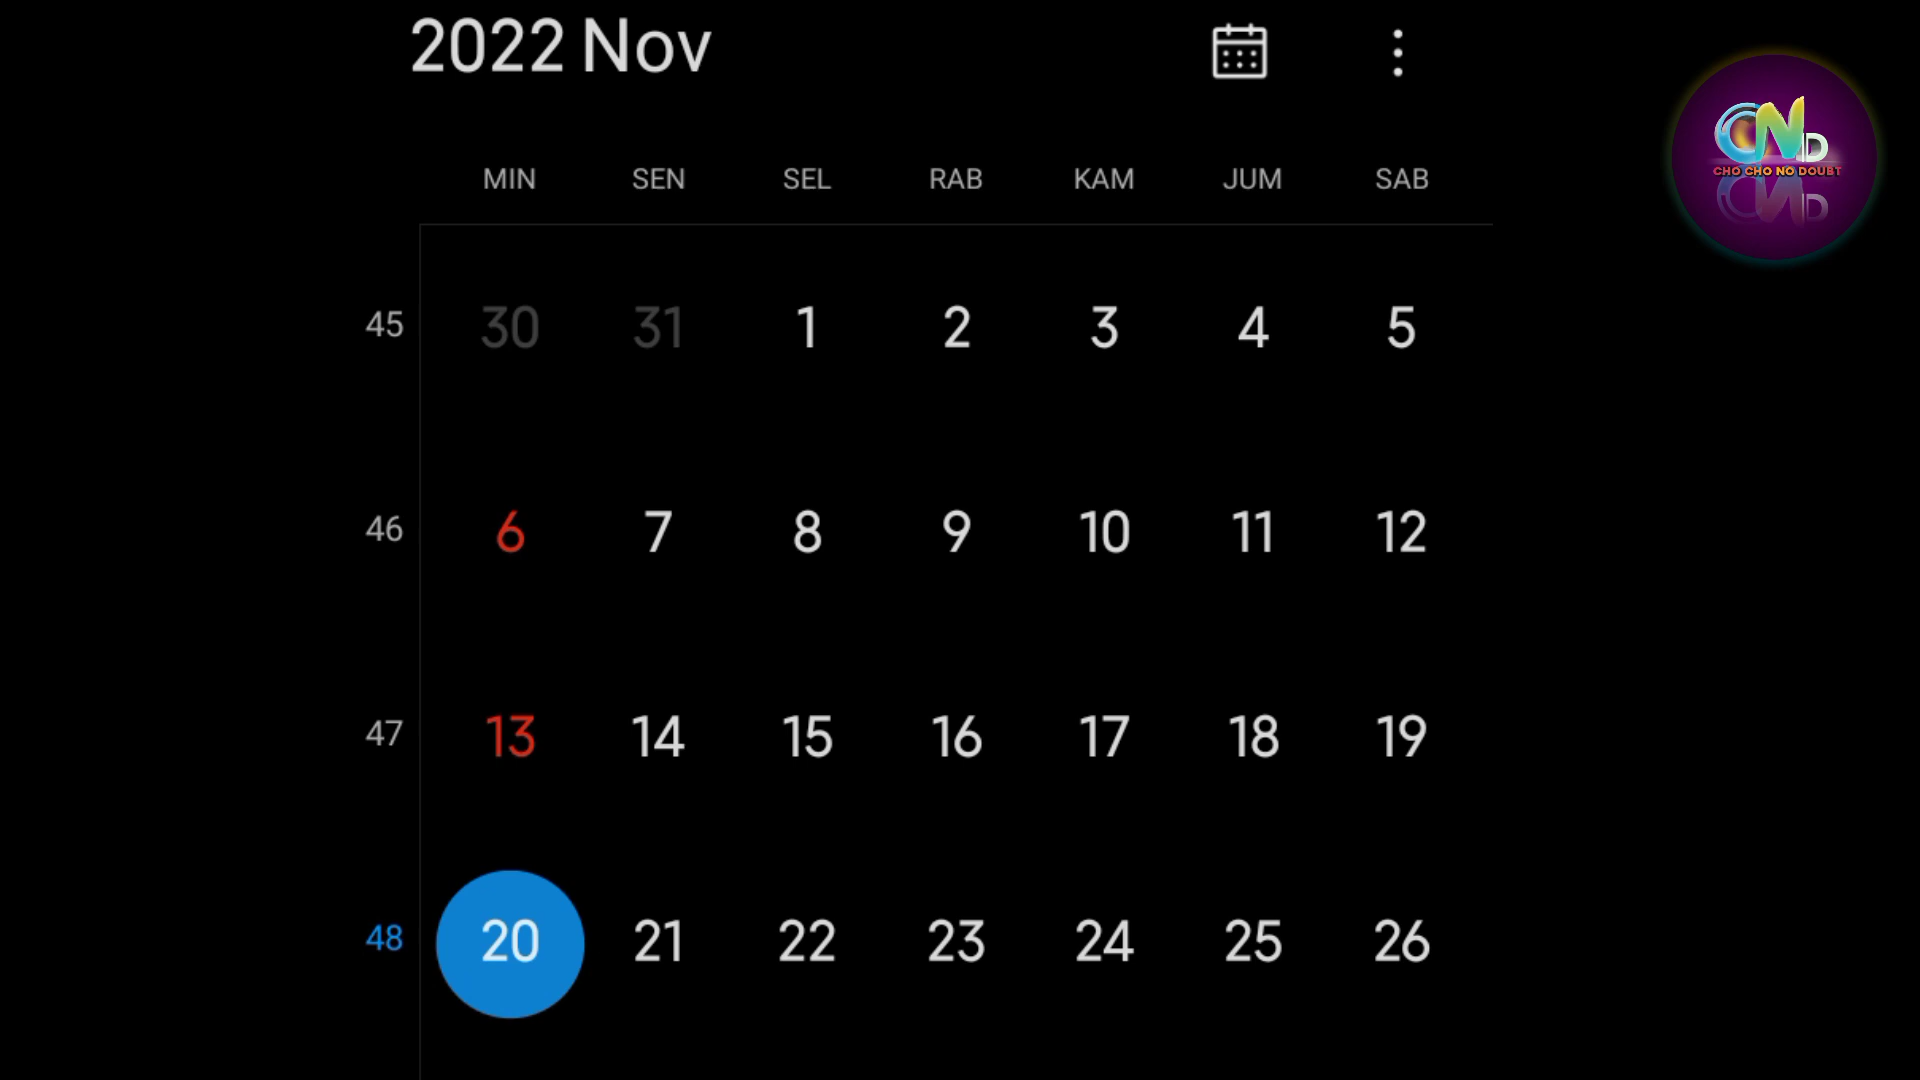 2022 Nov
MIN SEN SEL RAB KAM JUM SAB
45 30 31 1 2 3 4 5
46 6 7 8 9 10 11 12
47 13 14 15 16 17 18 19
48 20 21 22 23 24 25 26
CND
CHO CHO NO DOUBT